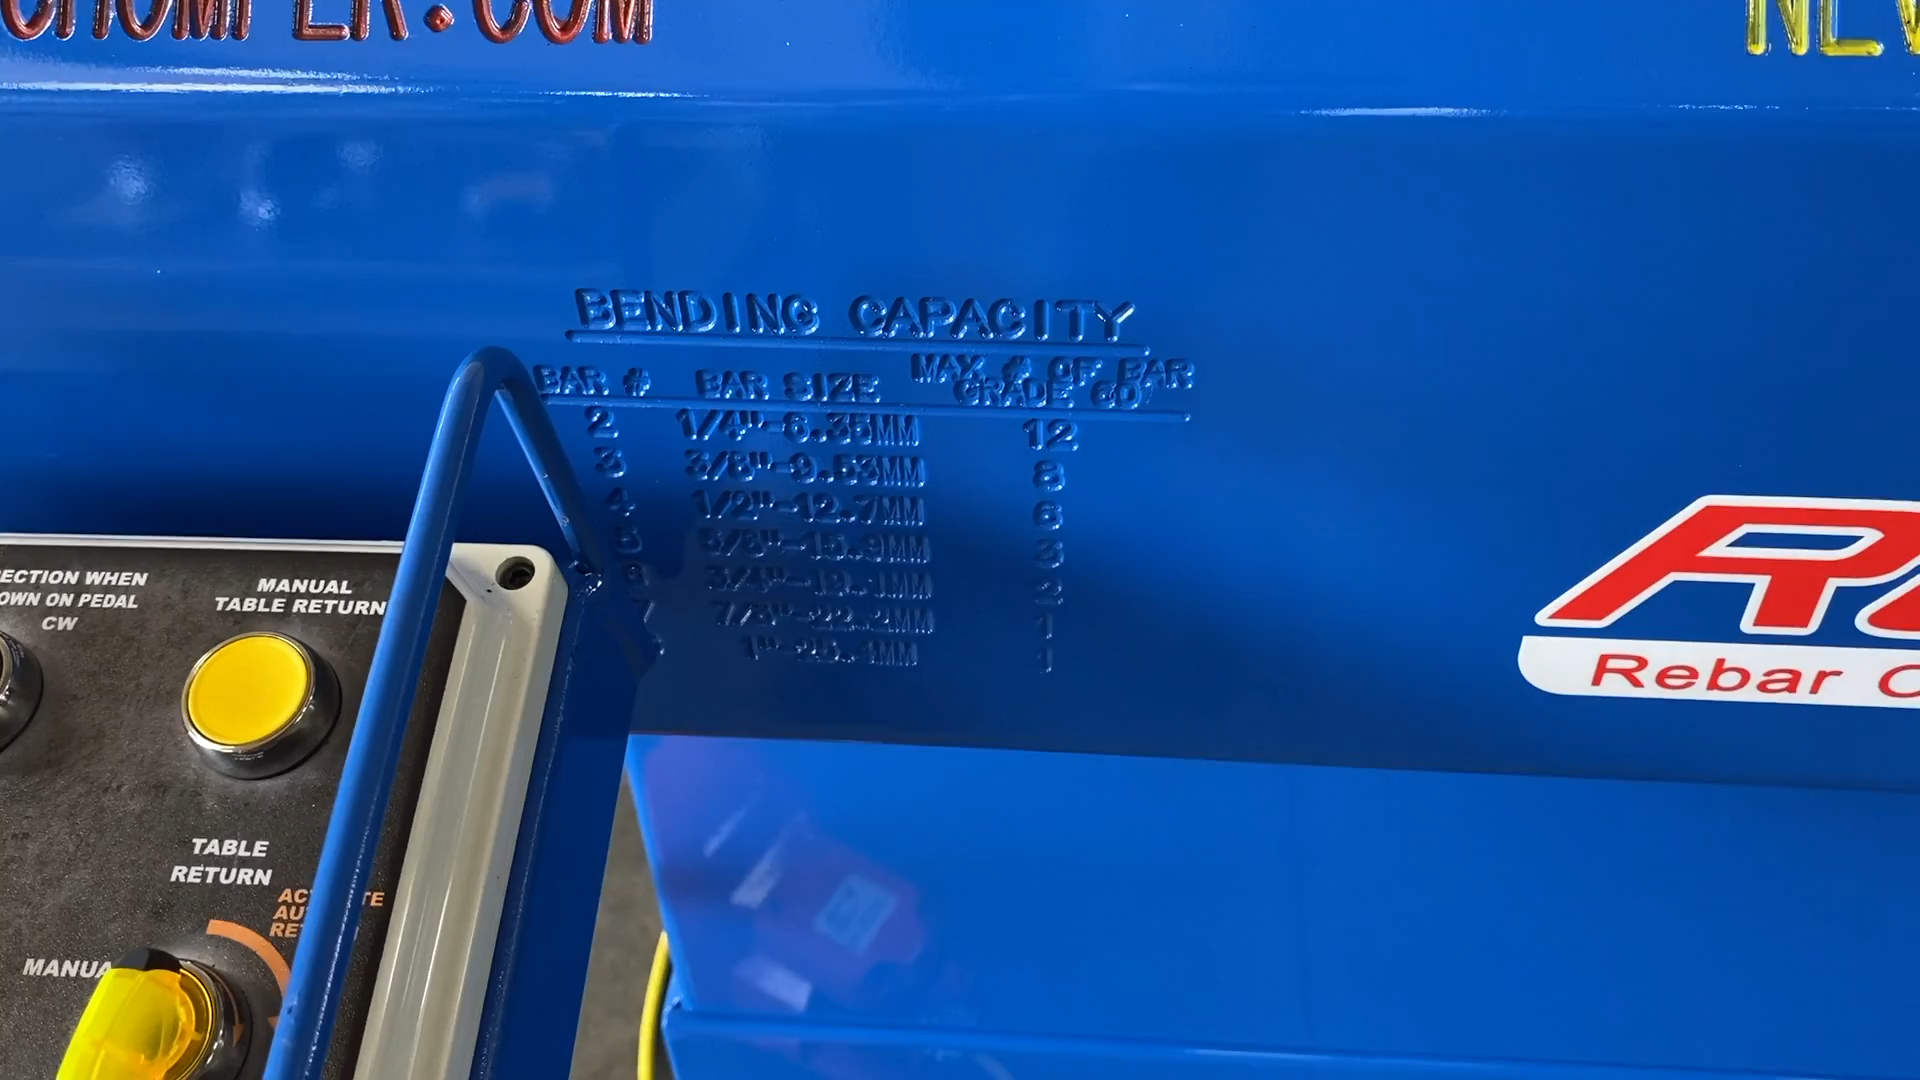 CHOMPER.COM
BENDING CAPACITY
BAR # BAR SIZE MAX # OF BAR GRADE 60
2 1/4"-6.35MM 12
3 3/8"-9.53MM 8
4 1/2"-12.7MM 6
5 5/8"-15.9MM 3
6 3/4"-19.1MM 2
7 7/8"-22.2MM 1
1"-25.4MM 1
WHEN
ON PEDAL
CW
MANUAL
TABLE RETURN
TABLE
RETURN
Rebar